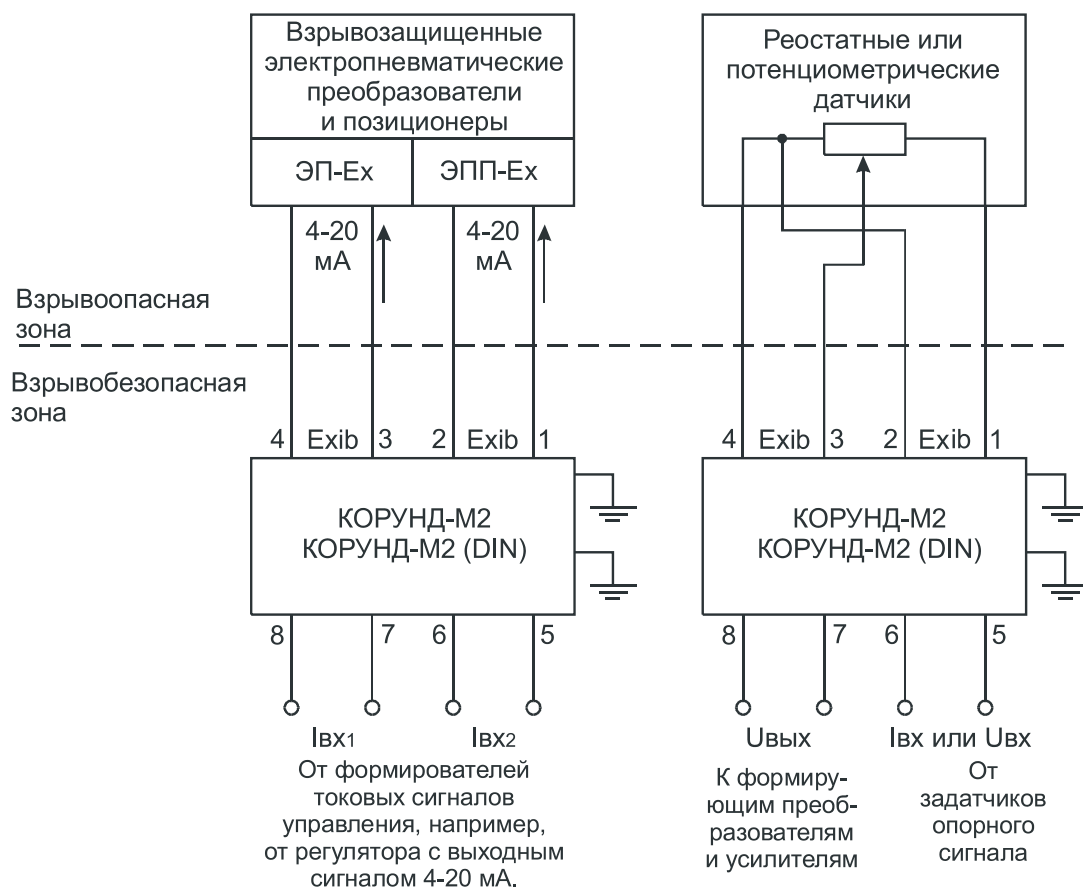 Взрывозащищенные
электропневматические
преобразователи
и позиционеры
ЭП-Ex
ЭПП-Ex
4-20
мА
4-20
мА
Реостатные или
потенциометрические
датчики
Взрывоопасная
зона
Взрывобезопасная
зона
4 Exib 3 2 Exib 1
КОРУНД-М2
КОРУНД-М2 (DIN)
8 7 6 5
Iвх1 Iвх2
От формирователей
токовых сигналов
управления, например,
от регулятора с выходным
сигналом 4-20 мА.
4 Exib 3 2 Exib 1
КОРУНД-М2
КОРУНД-М2 (DIN)
8 7 6 5
Uвых Iвх или Uвх
К формиру-
ющим преоб-
разователям
и усилителям
От
задатчиков
опорного
сигнала